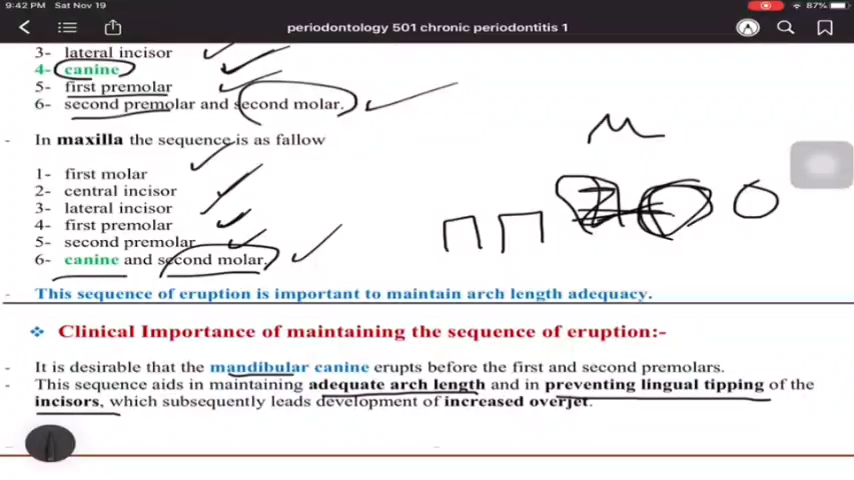 9:42 PM Sat Nov 19
87%
periodontology 501 chronic periodontitis 1
3- lateral incisor
4- canine
5- first premolar
6- second premolar and second molar.
- In maxilla the sequence is as fallow
1- first molar
2- central incisor
3- lateral incisor
4- first premolar
5- second premolar
6- canine and second molar.
- This sequence of eruption is important to maintain arch length adequacy.
❖ Clinical Importance of maintaining the sequence of eruption:-
- It is desirable that the mandibular canine erupts before the first and second premolars.
- This sequence aids in maintaining adequate arch length and in preventing lingual tipping of the
incisors, which subsequently leads development of increased overjet.